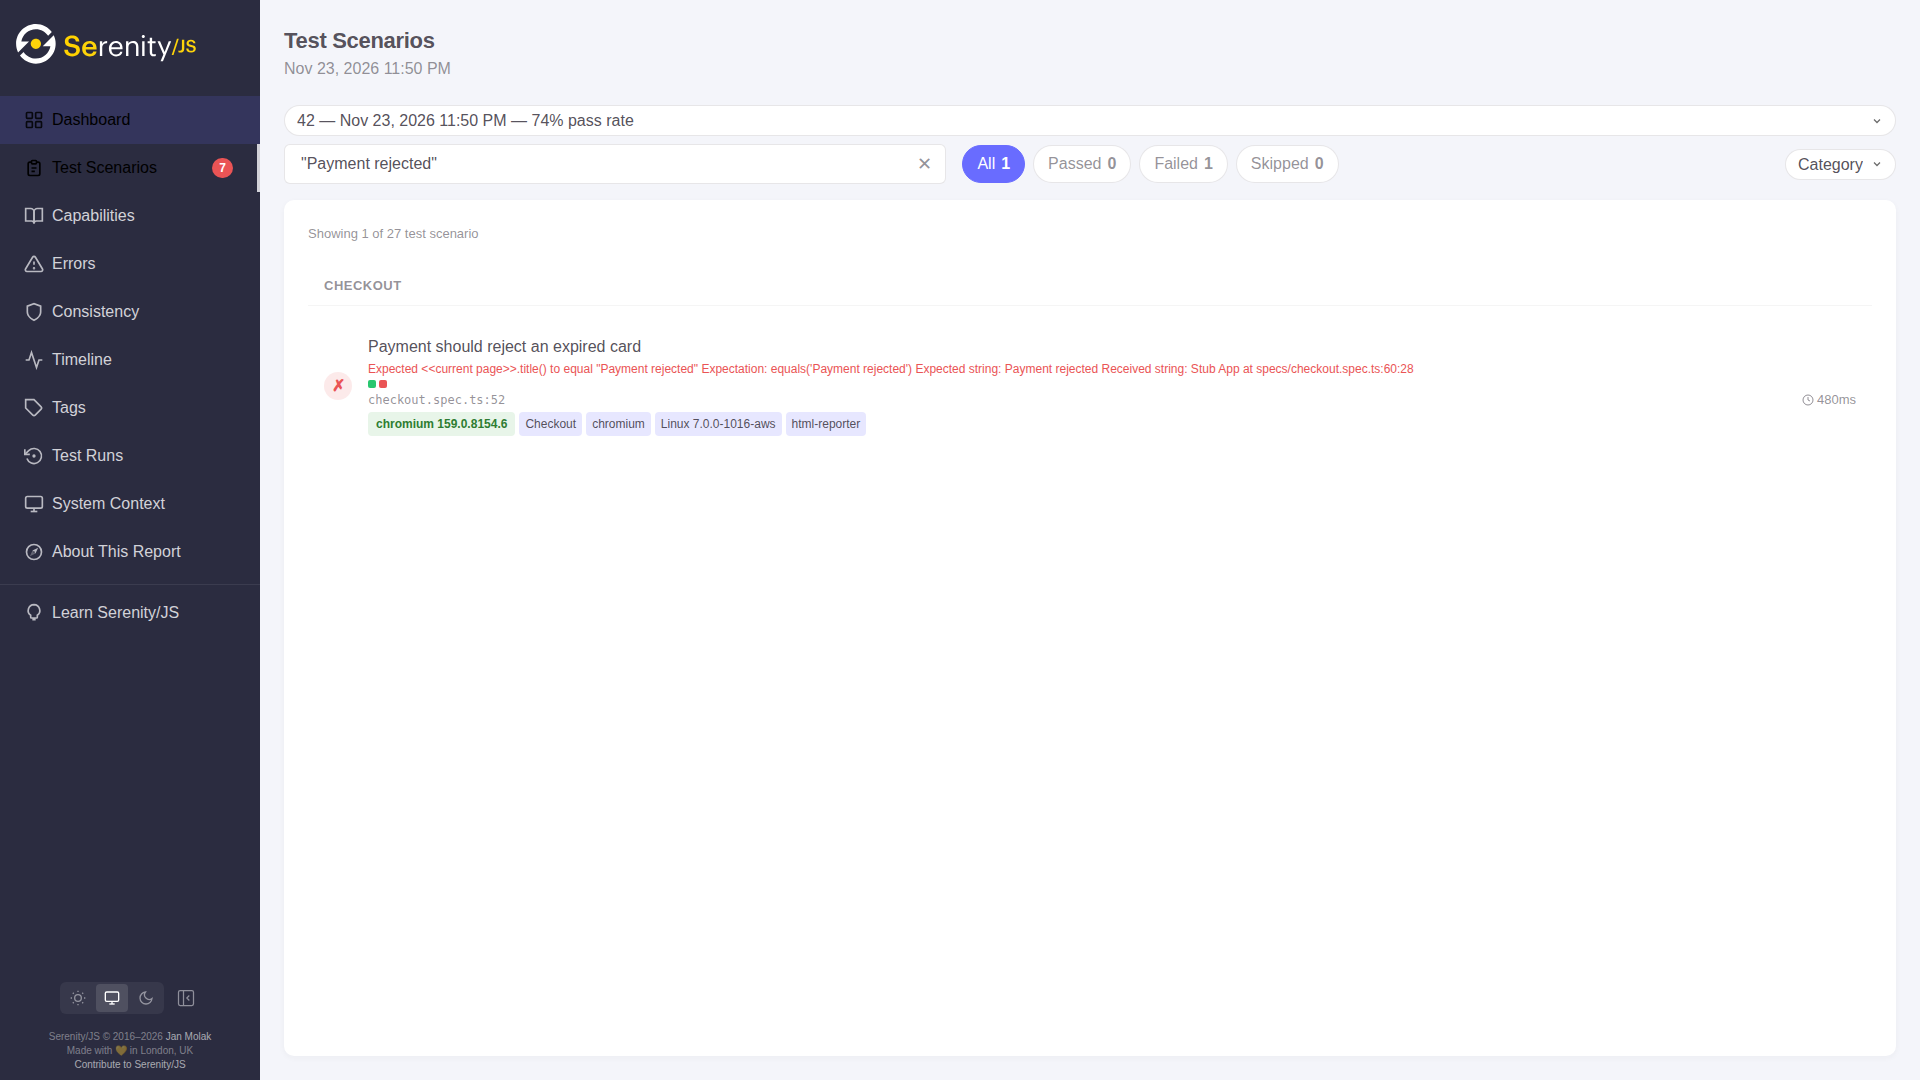 Serenity/JS
Dashboard
Test Scenarios 7
Capabilities
Errors
Consistency
Timeline
Tags
Test Runs
System Context
About This Report
Learn Serenity/JS
Serenity/JS © 2016–2026 Jan Molak
Made with 🧡 in London, UK
Contribute to Serenity/JS
Test Scenarios
Nov 23, 2026 11:50 PM
42 — Nov 23, 2026 11:50 PM — 74% pass rate
"Payment rejected" ✕ All 1 Passed 0 Failed 1 Skipped 0 Category
Showing 1 of 27 test scenario
CHECKOUT
Payment should reject an expired card
Expected <<current page>>.title() to equal "Payment rejected" Expectation: equals('Payment rejected') Expected string: Payment rejected Received string: Stub App at specs/checkout.spec.ts:60:28
✗
checkout.spec.ts:52
480ms
chromium 159.0.8154.6 Checkout chromium Linux 7.0.0-1016-aws html-reporter